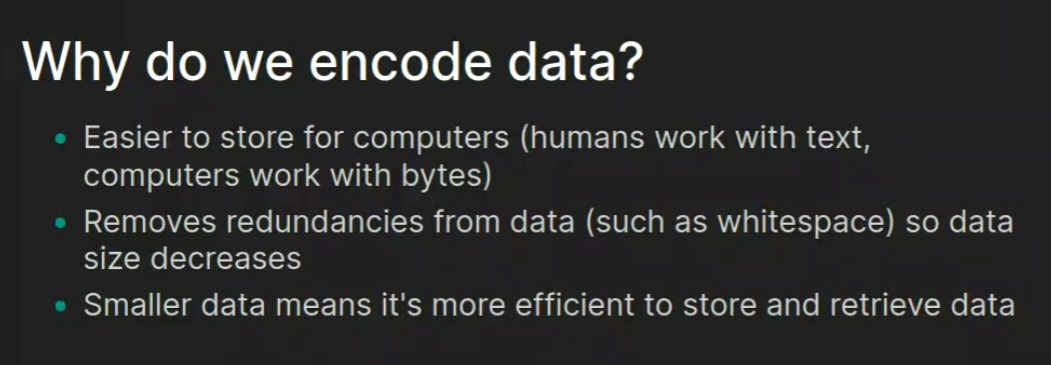 Why do we encode data?
Easier to store for computers (humans work with text,
computers work with bytes)
Removes redundancies from data (such as whitespace) so data
size decreases
Smaller data means it's more efficient to store and retrieve data